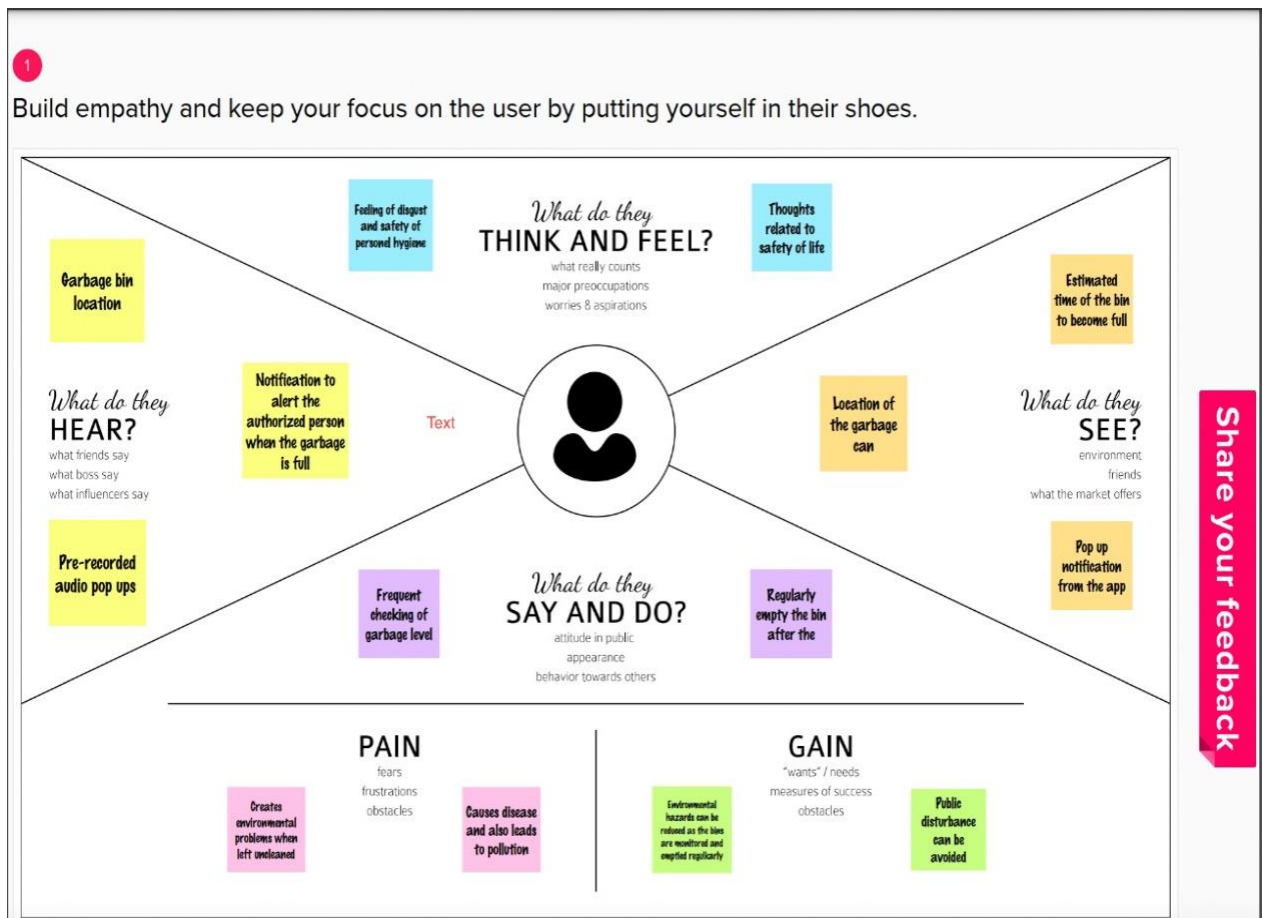 1
Build empathy and keep your focus on the user by putting yourself in their shoes.
Feeling of disgust
and safety of
personal hygiene
What do they
THINK AND FEEL?
what really counts
major preoccupations
worries & aspirations
Thoughts
related to
safety of life
Garbage bin
location
What do they
HEAR?
what friends say
what boss say
what influencers say
Notification to
alert the
authorized person
when the garbage
is full
Text
Pre-recorded
audio pop ups
Location of
the garbage
can
Estimated
time of the bin
to become full
What do they
SEE?
environment
friends
what the market offers
Pop up
notification
from the app
Frequent
checking of
garbage level
What do they
SAY AND DO?
attitude in public
appearance
behavior towards others
Regularly
empty the bin
after the
PAIN
fears
frustrations
obstacles
Creates
environmental
problems when
left uncleaned
Causes disease
and also leads
to pollution
GAIN
"wants" / needs
measures of success
obstacles
Environmental
hazards can be
reduced as the bins
are monitored and
emptied regularly
Public
disturbance
can be
avoided
Share your feedback